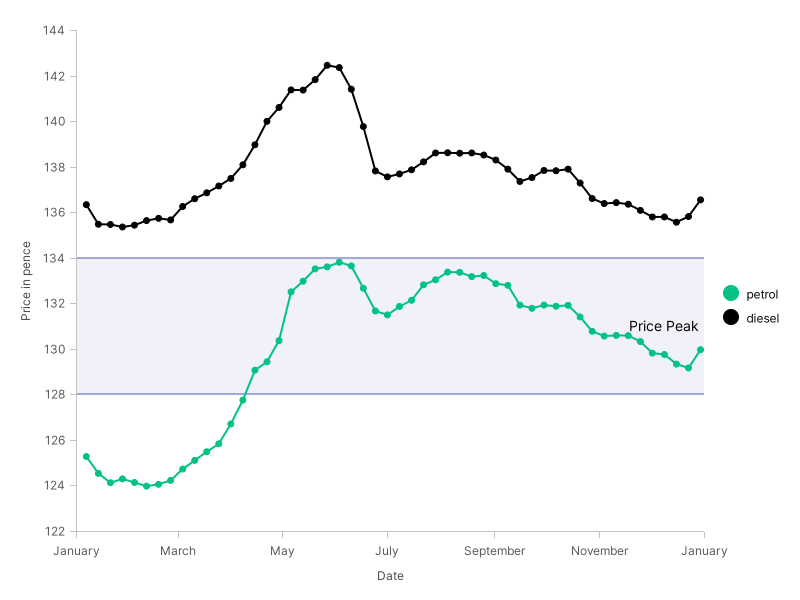 144
142
140
138
136
134
132
130
128
126
124
122
Price in pence
Price Peak
petrol
diesel
January March May July September November January
Date